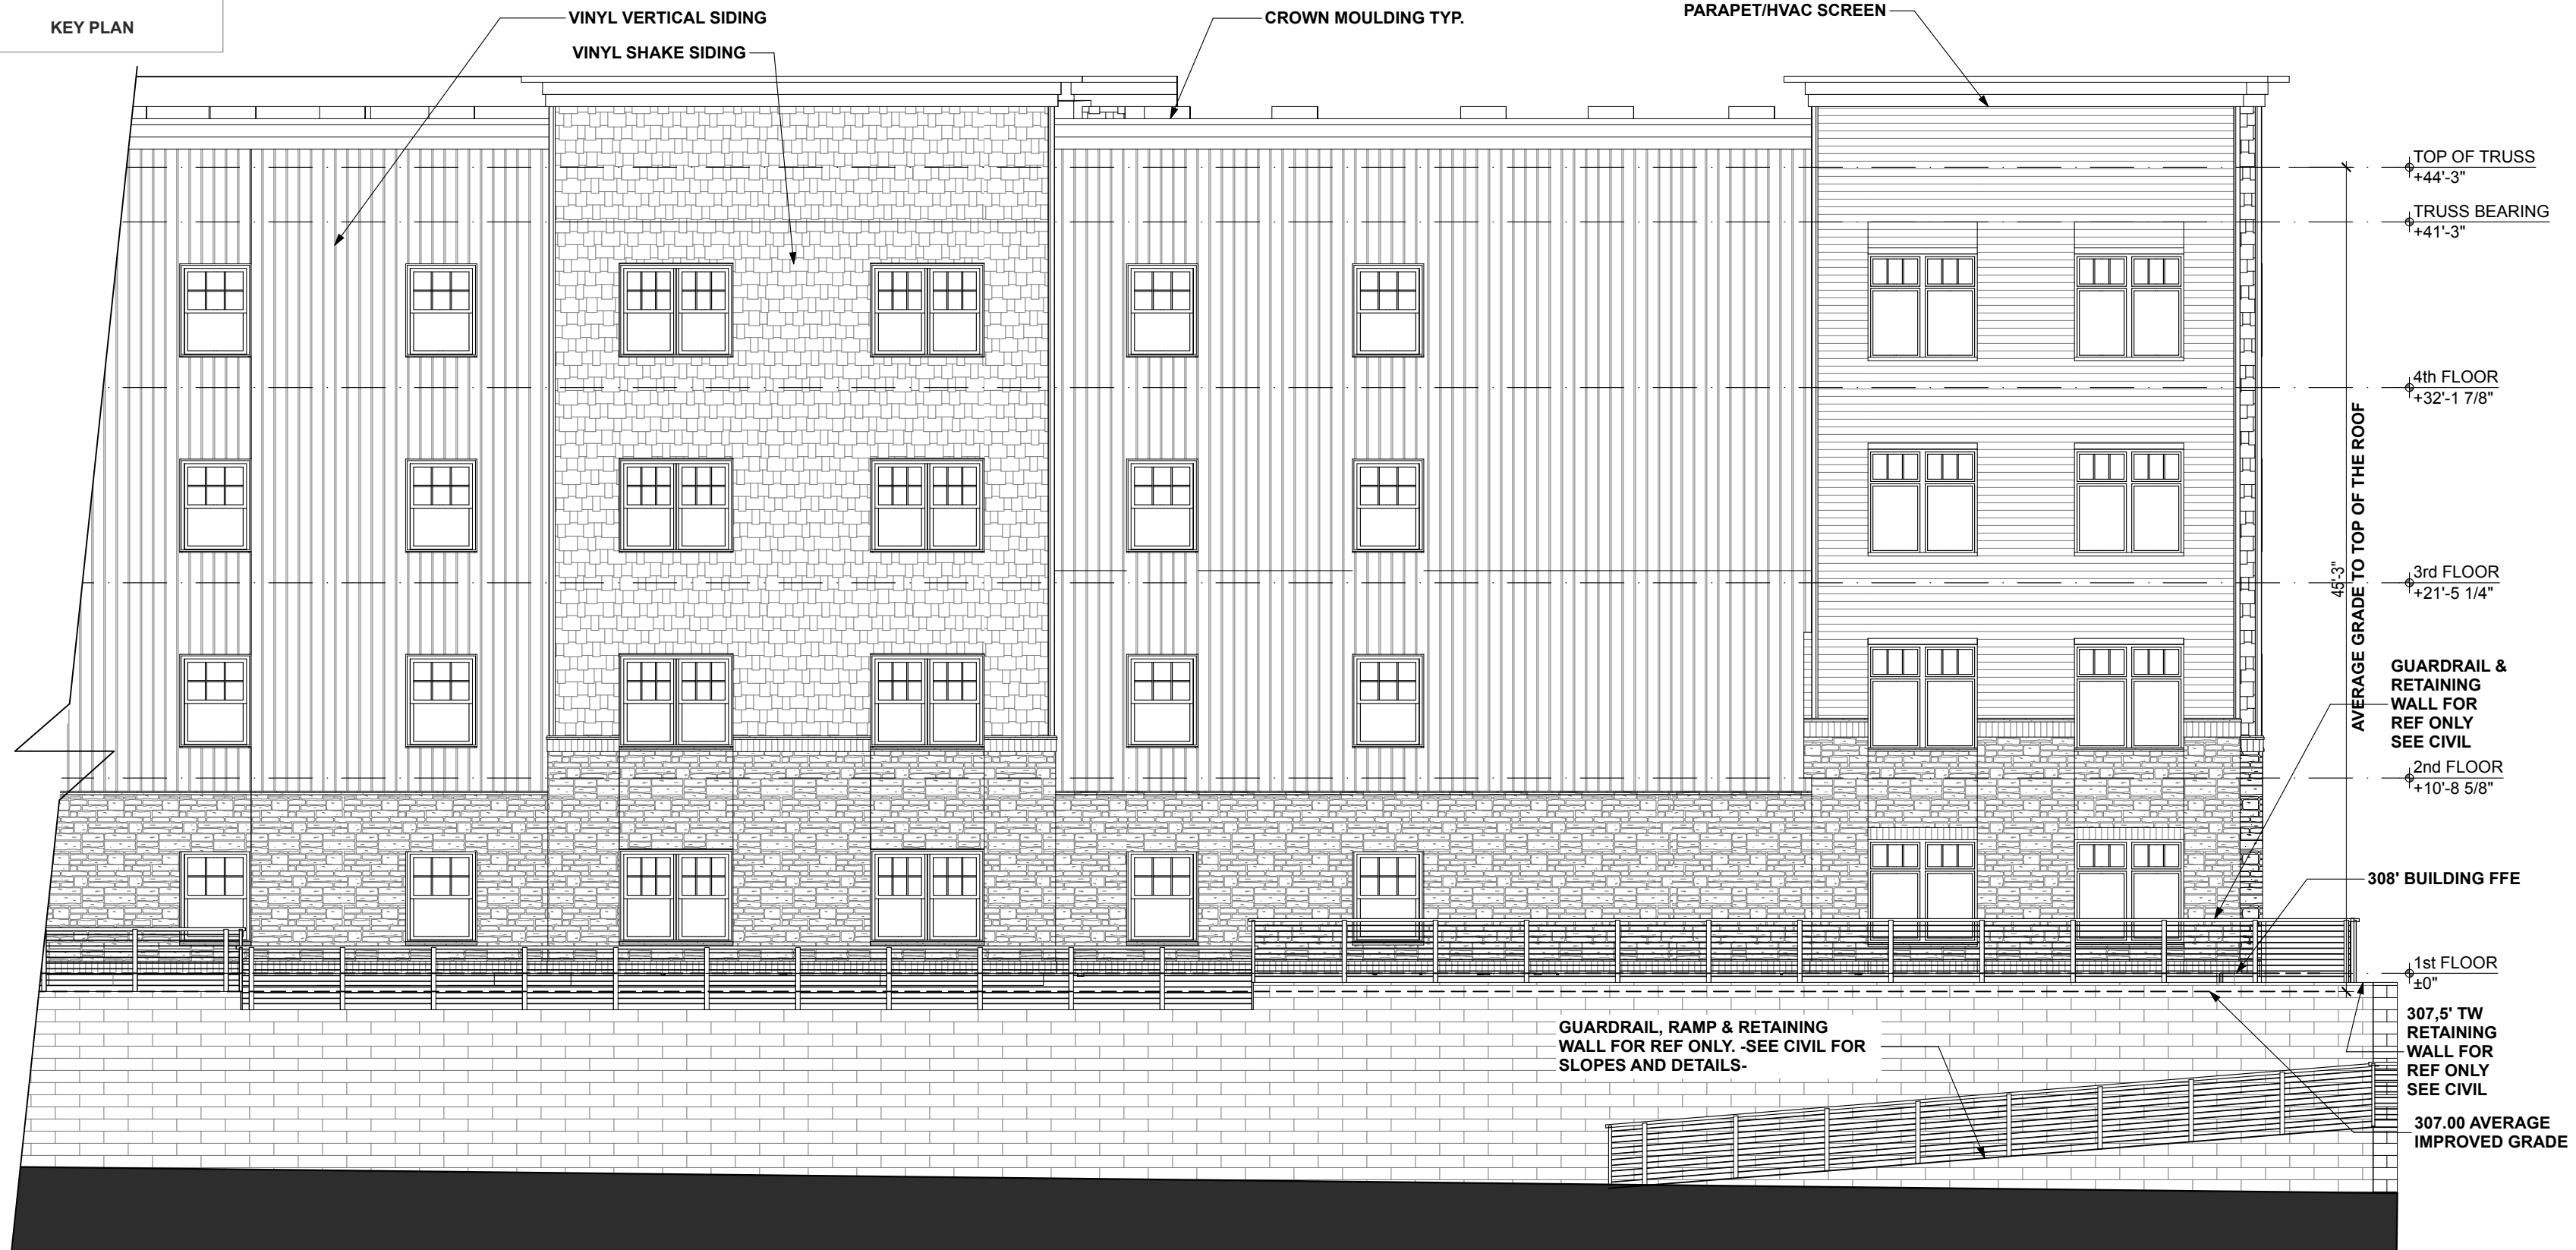 KEY PLAN
VINYL VERTICAL SIDING
VINYL SHAKE SIDING
CROWN MOULDING TYP.
PARAPET/HVAC SCREEN
TOP OF TRUSS
+44'-3"
TRUSS BEARING
+41'-3"
4th FLOOR
+32'-1 7/8"
3rd FLOOR
+21'-5 1/4"
45'-3"
AVERAGE GRADE TO TOP OF THE ROOF
GUARDRAIL &
RETAINING
WALL FOR
REF ONLY
SEE CIVIL
2nd FLOOR
+10'-8 5/8"
308' BUILDING FFE
1st FLOOR
±0"
307,5' TW
RETAINING
WALL FOR
REF ONLY
SEE CIVIL
GUARDRAIL, RAMP & RETAINING
WALL FOR REF ONLY. -SEE CIVIL FOR
SLOPES AND DETAILS-
307.00 AVERAGE
IMPROVED GRADE